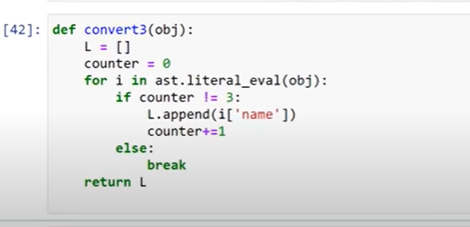 [42]: def convert3(obj):
    L = []
    counter = 0
    for i in ast.literal_eval(obj):
        if counter != 3:
            L.append(i['name'])
            counter+=1
        else:
            break
    return L